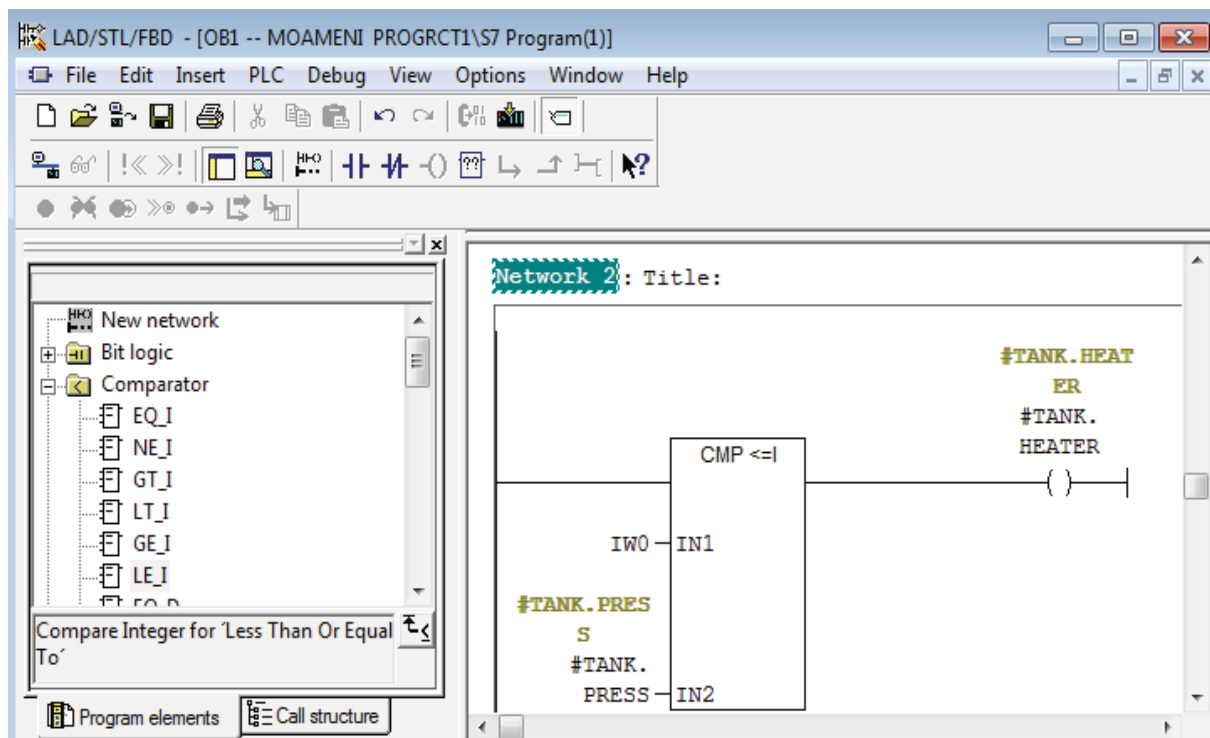 LAD/STL/FBD - [OB1 -- MOAMENI PROGRCT1\S7 Program(1)]
File Edit Insert PLC Debug View Options Window Help
New network
Bit logic
Comparator
EQ_I
NE_I
GT_I
LT_I
GE_I
LE_I
Compare Integer for ´Less Than Or Equal
To´
Program elements
Call structure
Network 2 : Title:
#TANK.HEAT
ER
#TANK.
HEATER
CMP <=I
IW0
IN1
#TANK.PRES
S
#TANK.
PRESS
IN2